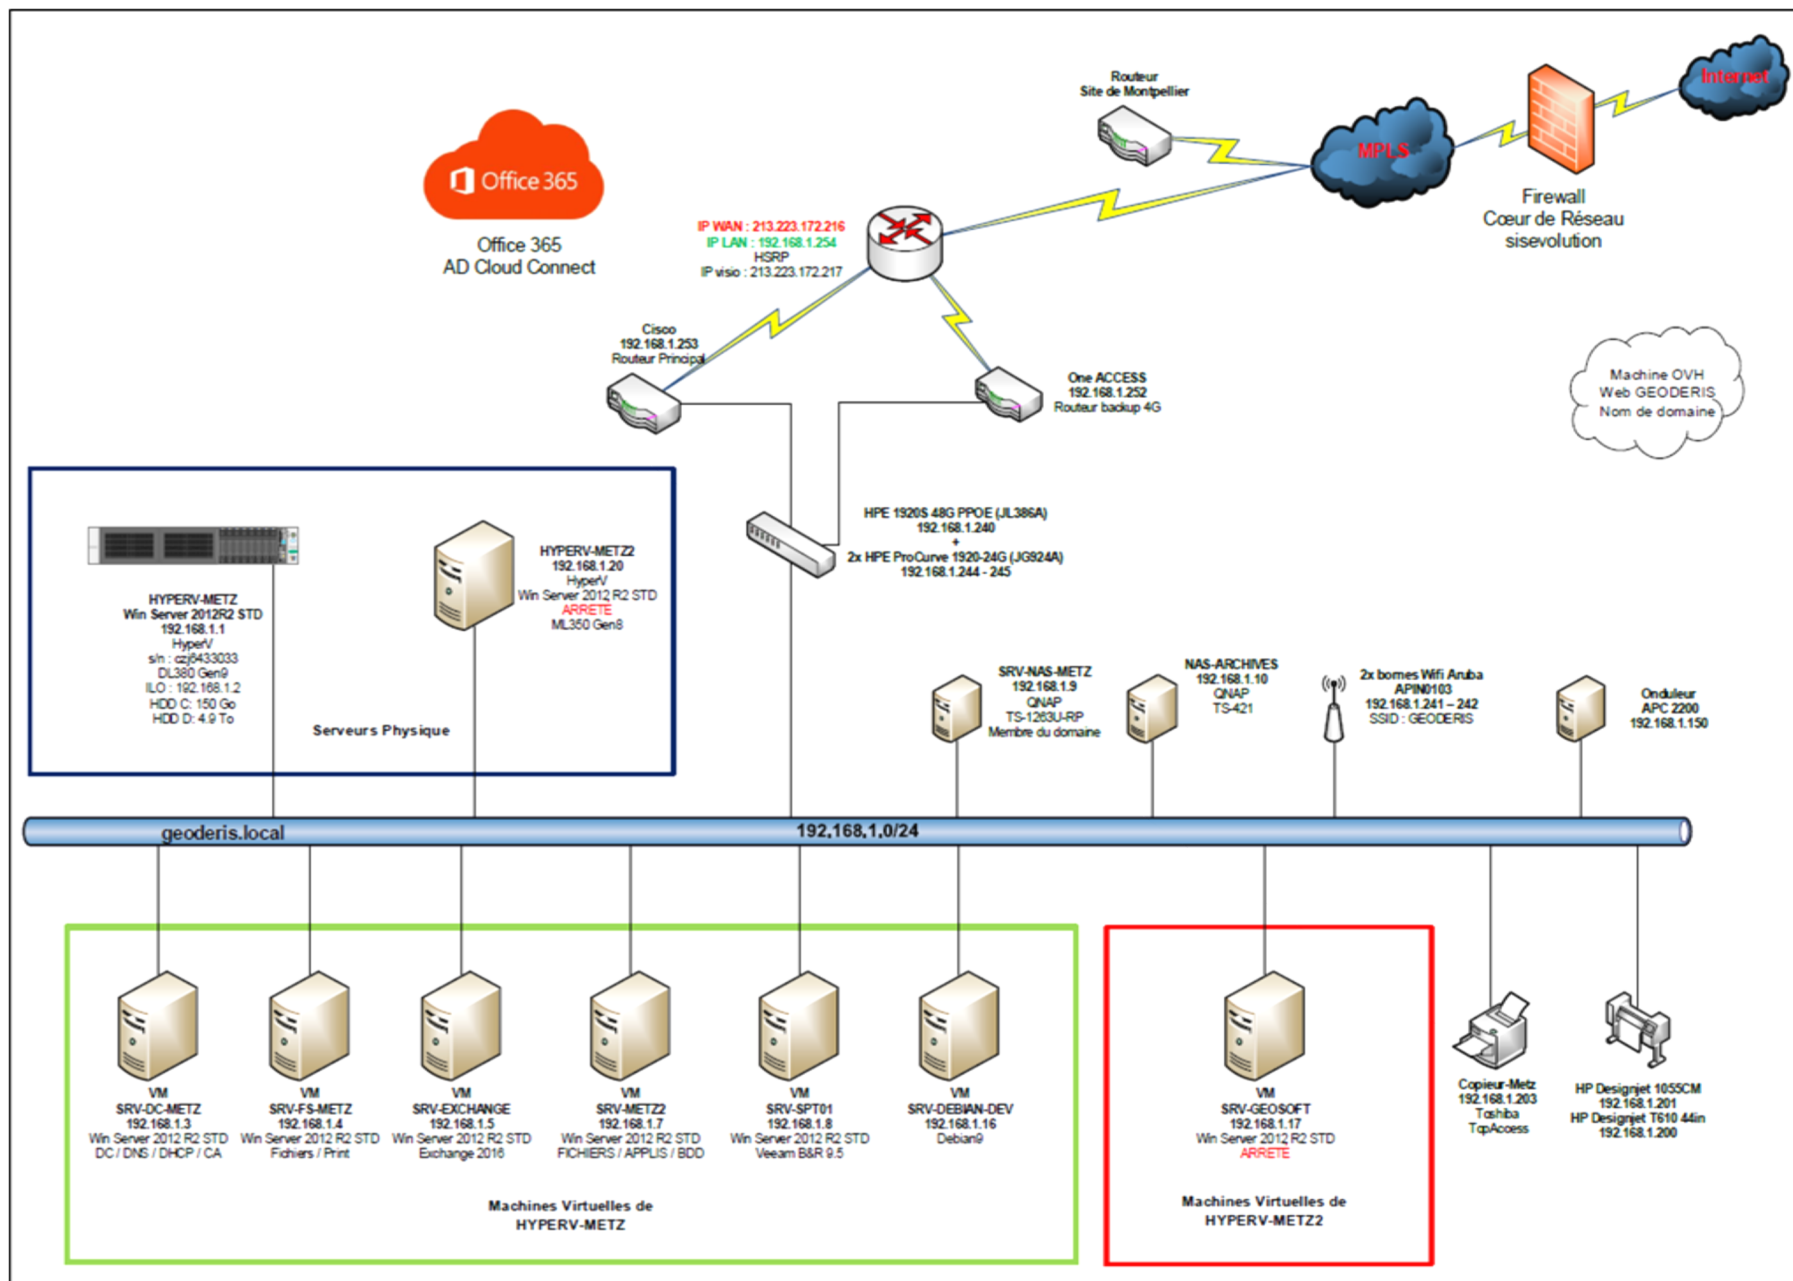 Routeur
Site de Montpellier
Internet
MPLS
Firewall
Cœur de Réseau
sisevolution
Office 365
Office 365
AD Cloud Connect
IP WAN : 213.223.172.216
IP LAN : 192.168.1.254
HSRP
IP visio : 213.223.172.217
Cisco
192.168.1.253
Routeur Principal
One ACCESS
192.168.1.252
Routeur backup 4G
Machine OVH
Web GEODERIS
Nom de domaine
HPE 1920S 48G PPOE (JL386A)
192.168.1.240
+
2x HPE ProCurve 1920-24G (JG924A)
192.168.1.244 - 245
HYPERV-METZ
Win Server 2012R2 STD
192.168.1.1
HyperV
s/n : czj6433033
DL380 Gen9
ILO : 192.168.1.2
HDD C: 150 Go
HDD D: 4.9 To
HYPERV-METZ2
192.168.1.20
HyperV
Win Server 2012 R2 STD
ARRETE
ML350 Gen8
Serveurs Physique
SRV-NAS-METZ
192.168.1.9
QNAP
TS-1263U-RP
Membre du domaine
NAS-ARCHIVES
192.168.1.10
QNAP
TS-421
2x bornes Wifi Aruba
APIN0103
192.168.1.241 – 242
SSID : GEODERIS
Onduleur
APC 2200
192.168.1.150
geoderis.local
192.168.1.0/24
VM
SRV-DC-METZ
192.168.1.3
Win Server 2012 R2 STD
DC / DNS / DHCP / CA
VM
SRV-FS-METZ
192.168.1.4
Win Server 2012 R2 STD
Fichiers / Print
VM
SRV-EXCHANGE
192.168.1.5
Win Server 2012 R2 STD
Exchange 2016
VM
SRV-METZ2
192.168.1.7
Win Server 2012 R2 STD
FICHIERS / APPLIS / BDD
VM
SRV-SPT01
192.168.1.8
Win Server 2012 R2 STD
Veeam B&R 9.5
VM
SRV-DEBIAN-DEV
192.168.1.16
Debian9
Machines Virtuelles de
HYPERV-METZ
VM
SRV-GEOSOFT
192.168.1.17
Win Server 2012 R2 STD
ARRETE
Machines Virtuelles de
HYPERV-METZ2
Copieur-Metz
192.168.1.203
Toshiba
TopAccess
HP Designjet 1055CM
192.168.1.201
HP Designjet T610 44in
192.168.1.200